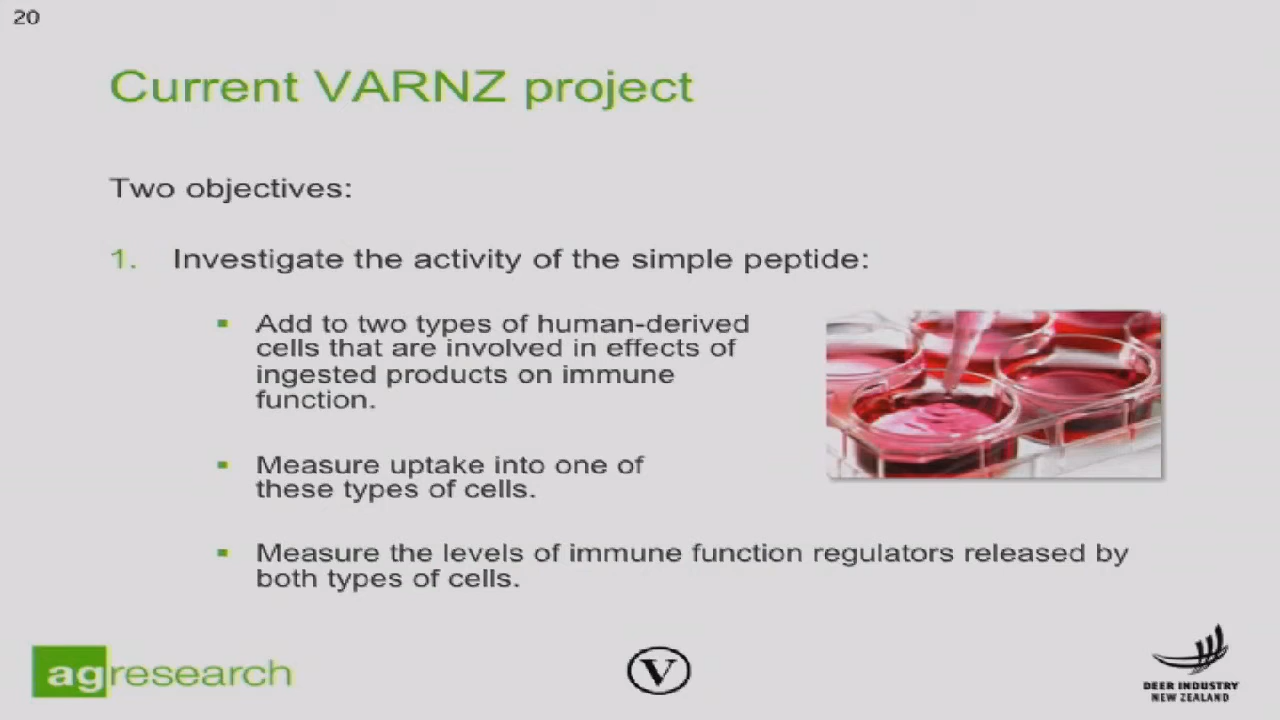 20
Current VARNZ project
Two objectives:
1. Investigate the activity of the simple peptide:
▪ Add to two types of human-derived
cells that are involved in effects of
ingested products on immune
function.
▪ Measure uptake into one of
these types of cells.
▪ Measure the levels of immune function regulators released by
both types of cells.
agresearch
V
DEER INDUSTRY
NEW ZEALAND